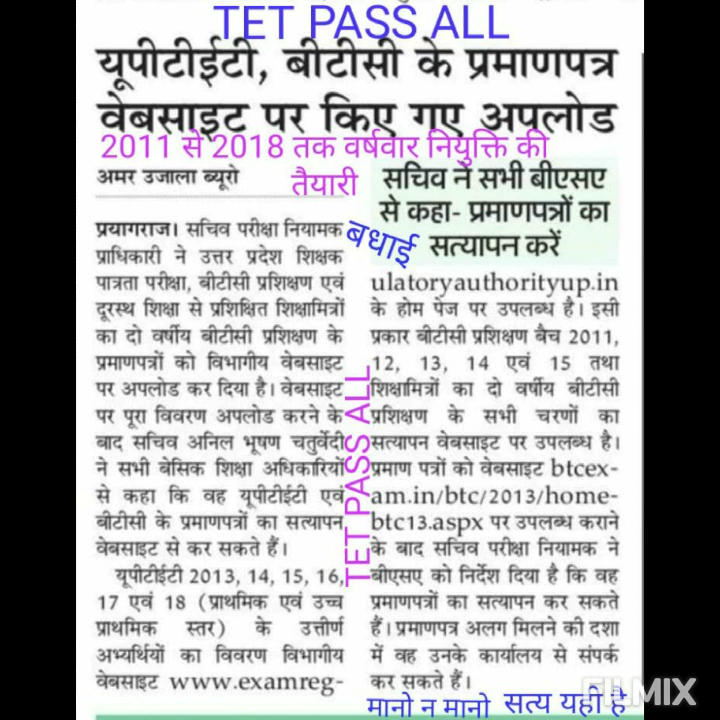 TET PASS ALL
यूपीटीईटी, बीटीसी के प्रमाणपत्र
वेबसाइट पर किए गए अपलोड
2011 से 2018 तक वर्षवार नियुक्ति की
तैयारी
अमर उजाला ब्यूरो
सचिव ने सभी बीएसए
से कहा- प्रमाणपत्रों का
सत्यापन करें
बधाई
प्रयागराज। सचिव परीक्षा नियामक
प्राधिकारी ने उत्तर प्रदेश शिक्षक
पात्रता परीक्षा, बीटीसी प्रशिक्षण एवं
दूरस्थ शिक्षा से प्रशिक्षित शिक्षामित्रों
का दो वर्षीय बीटीसी प्रशिक्षण के
प्रमाणपत्रों को विभागीय वेबसाइट
पर अपलोड कर दिया है। वेबसाइट
पर पूरा विवरण अपलोड करने के
बाद सचिव अनिल भूषण चतुर्वेदी
ने सभी बेसिक शिक्षा अधिकारियों
से कहा कि वह यूपीटीईटी एवं
बीटीसी के प्रमाणपत्रों का सत्यापन
वेबसाइट से कर सकते हैं।
यूपीटीईटी 2013, 14, 15, 16,
17 एवं 18 (प्राथमिक एवं उच्च
प्राथमिक स्तर) के उत्तीर्ण
अभ्यर्थियों का विवरण विभागीय
वेबसाइट www.examreg-
ulatoryauthorityup.in
के होम पेज पर उपलब्ध है। इसी
प्रकार बीटीसी प्रशिक्षण बैच 2011,
12, 13, 14 एवं 15 तथा
शिक्षामित्रों का दो वर्षीय बीटीसी
प्रशिक्षण के सभी चरणों का
सत्यापन वेबसाइट पर उपलब्ध है।
प्रमाण पत्रों को वेबसाइट btcex-
am.in/btc/2013/home-
btc13.aspx पर उपलब्ध कराने
के बाद सचिव परीक्षा नियामक ने
बीएसए को निर्देश दिया है कि वह
प्रमाणपत्रों का सत्यापन कर सकते
हैं। प्रमाणपत्र अलग मिलने की दशा
में वह उनके कार्यालय से संपर्क
कर सकते हैं।
TET PASS ALL
मानो न मानो सत्य यही है
FILMIX